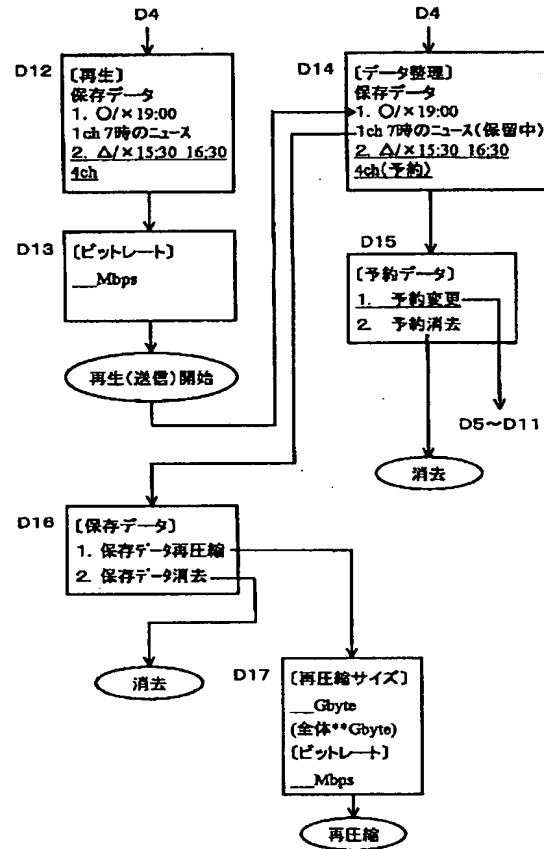 D4
D12
〔再生〕
保存データ
1. 〇/×19:00
1ch 7時のニュース
2. △/×15:30 16:30
4ch
D13
〔ビットレート〕
___Mbps
再生(送信)開始
D4
D14
〔データ整理〕
保存データ
1. 〇/×19:00
1ch 7時のニュース(保留中)
2. △/×15:30 16:30
4ch(予約)
D15
〔予約データ〕
1. 予約変更
2. 予約消去
D5～D11
消去
D16
〔保存データ〕
1. 保存データ再圧縮
2. 保存データ消去
消去
D17
〔再圧縮サイズ〕
___Gbyte
(全体**Gbyte)
〔ビットレート〕
___Mbps
再圧縮